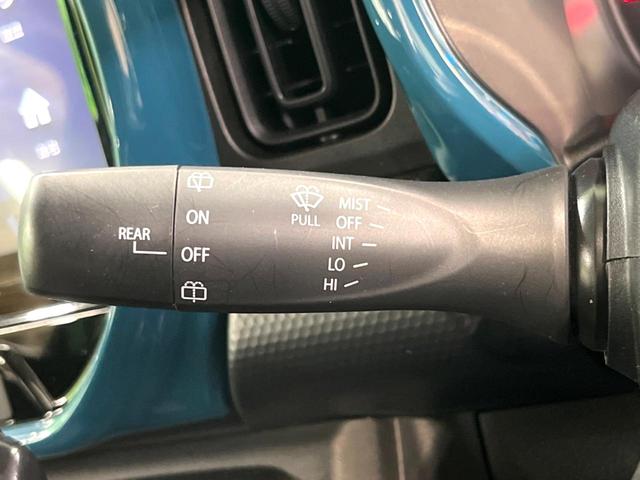 ON
REAR
OFF
PULL
MIST
OFF
INT
LO
HI